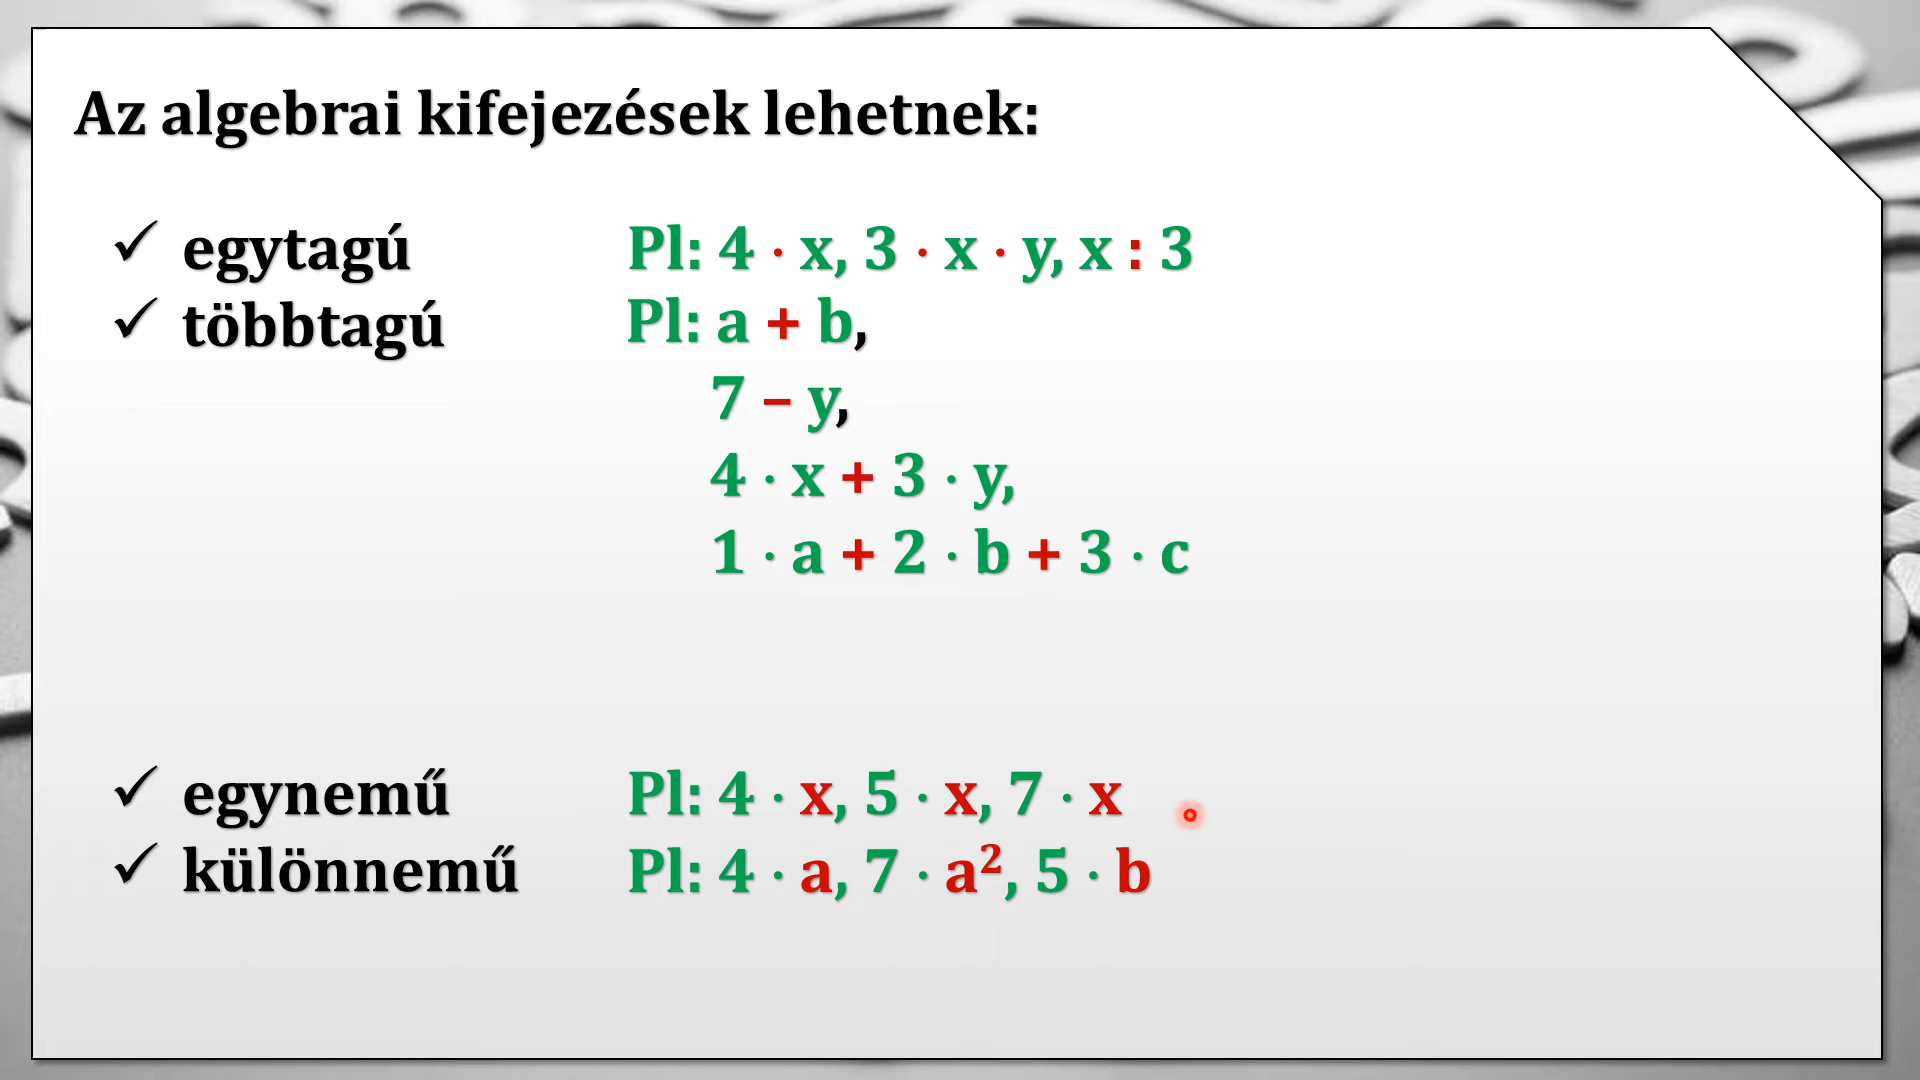 Az algebrai kifejezések lehetnek:
✓ egytagú Pl: 4 · x, 3 · x · y, x : 3
✓ többtagú Pl: a + b,
7 – y,
4 · x + 3 · y,
1 · a + 2 · b + 3 · c
✓ egynemű Pl: 4 · x, 5 · x, 7 · x
✓ különnemű Pl: 4 · a, 7 · a², 5 · b